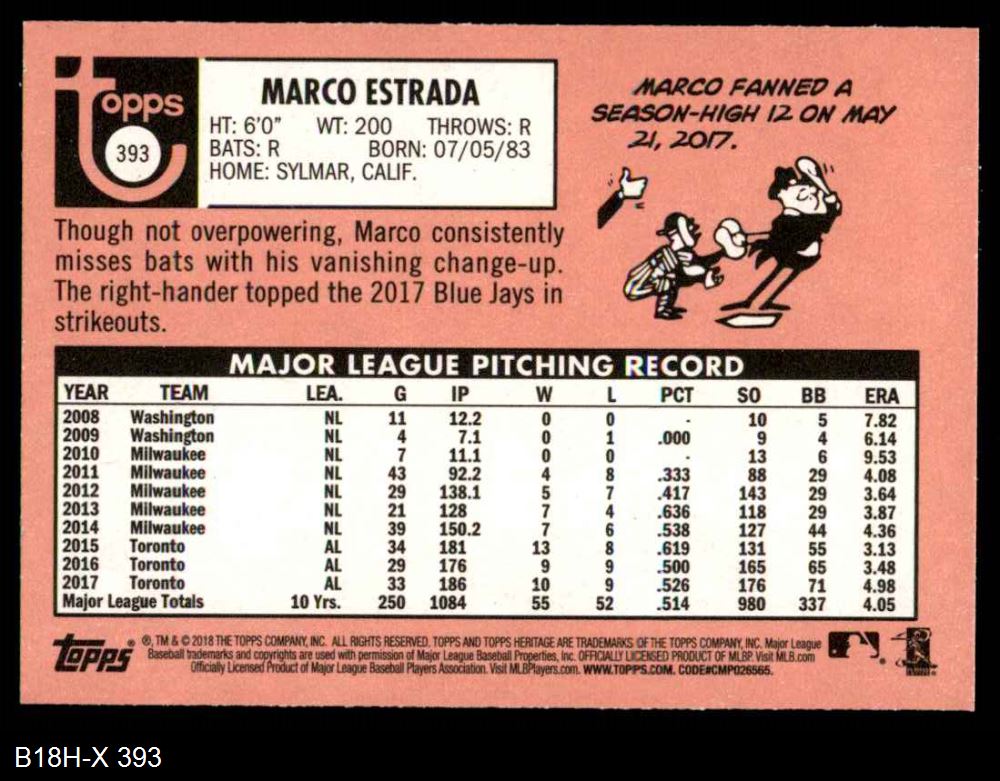 topps
393
MARCO ESTRADA
HT: 6'0" WT: 200 THROWS: R
BATS: R BORN: 07/05/83
HOME: SYLMAR, CALIF.
MARCO FANNED A
SEASON-HIGH 12 ON MAY
21, 2017.
Though not overpowering, Marco consistently
misses bats with his vanishing change-up.
The right-hander topped the 2017 Blue Jays in
strikeouts.
MAJOR LEAGUE PITCHING RECORD
YEAR TEAM LEA. G IP W L PCT SO BB ERA
2008 Washington NL 11 12.2 0 0 - 10 5 7.82
2009 Washington NL 4 7.1 0 1 .000 9 4 6.14
2010 Milwaukee NL 7 11.1 0 0 - 13 6 9.53
2011 Milwaukee NL 43 92.2 4 8 .333 88 29 4.08
2012 Milwaukee NL 29 138.1 5 7 .417 143 29 3.64
2013 Milwaukee NL 21 128 7 4 .636 118 29 3.87
2014 Milwaukee NL 39 150.2 7 6 .538 127 44 4.36
2015 Toronto AL 34 181 13 8 .619 131 55 3.13
2016 Toronto AL 29 176 9 9 .500 165 65 3.48
2017 Toronto AL 33 186 10 9 .526 176 71 4.98
Major League Totals 10 Yrs. 250 1084 55 52 .514 980 337 4.05
TOPPS ® ®, TM & © 2018 THE TOPPS COMPANY, INC. ALL RIGHTS RESERVED. TOPPS AND TOPPS HERITAGE ARE TRADEMARKS OF THE TOPPS COMPANY, INC. Major League
Baseball trademarks and copyrights are used with permission of Major League Baseball Properties, Inc. OFFICIALLY LICENSED PRODUCT OF MLBP. Visit MLB.com
Officially Licensed Product of Major League Baseball Players Association. Visit MLBPlayers.com. WWW.TOPPS.COM. CODE#CMP026565.
B18H-X 393